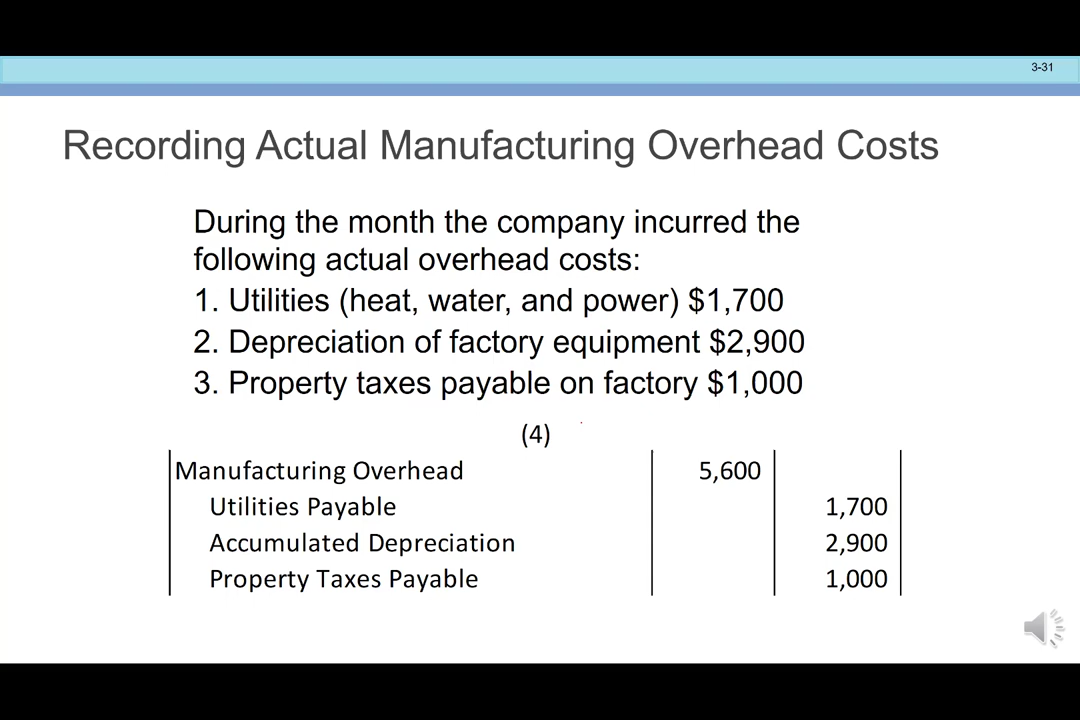 3-31
Recording Actual Manufacturing Overhead Costs
During the month the company incurred the
following actual overhead costs:
1. Utilities (heat, water, and power) $1,700
2. Depreciation of factory equipment $2,900
3. Property taxes payable on factory $1,000
(4)
Manufacturing Overhead 5,600
Utilities Payable 1,700
Accumulated Depreciation 2,900
Property Taxes Payable 1,000